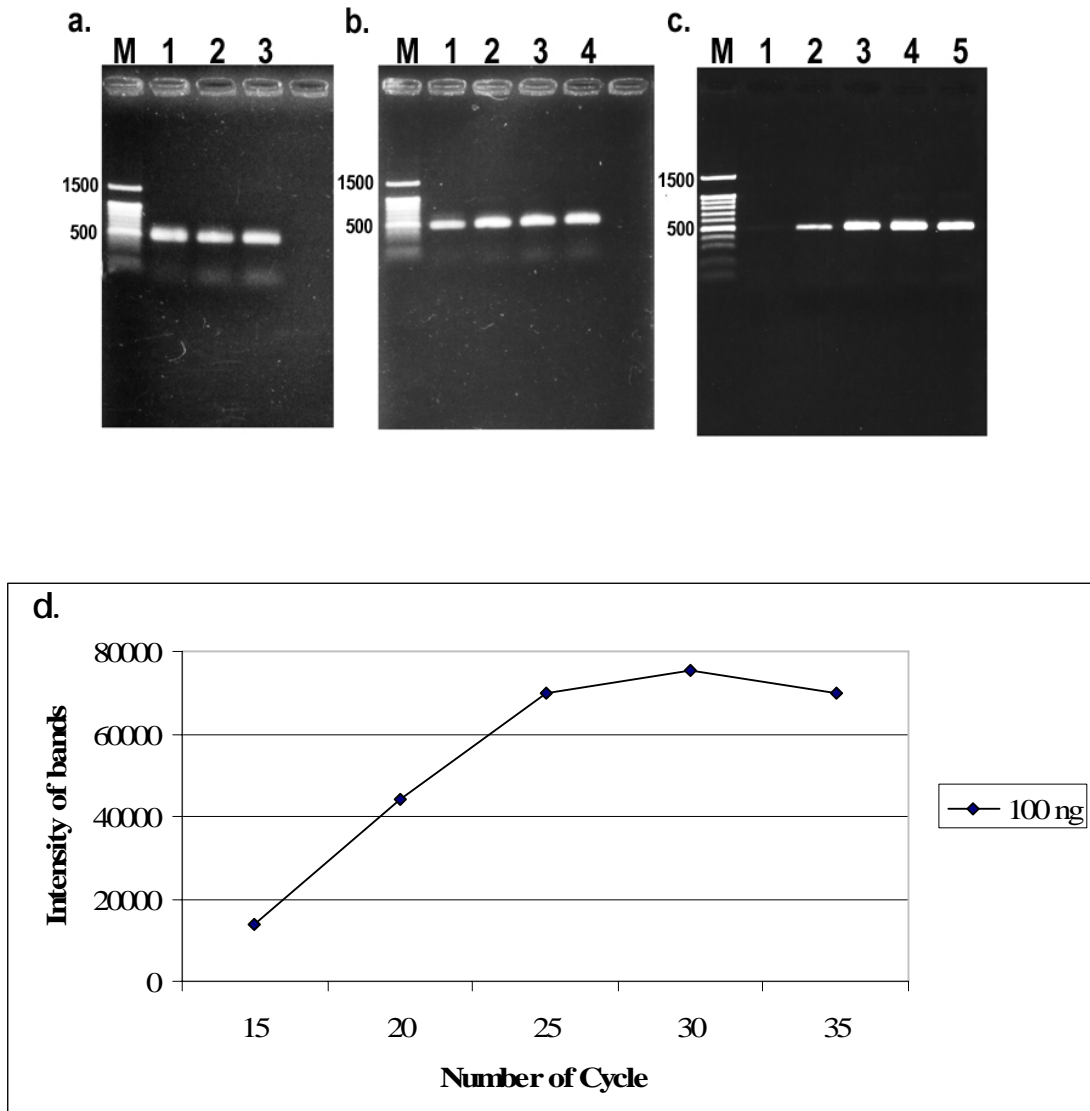 a.
M 1 2 3
1500
500
b.
M 1 2 3 4
1500
500
c.
M 1 2 3 4 5
1500
500
d.
80000
60000
40000
20000
0
Intensity of bands
15 20 25 30 35
Number of Cycle
100 ng